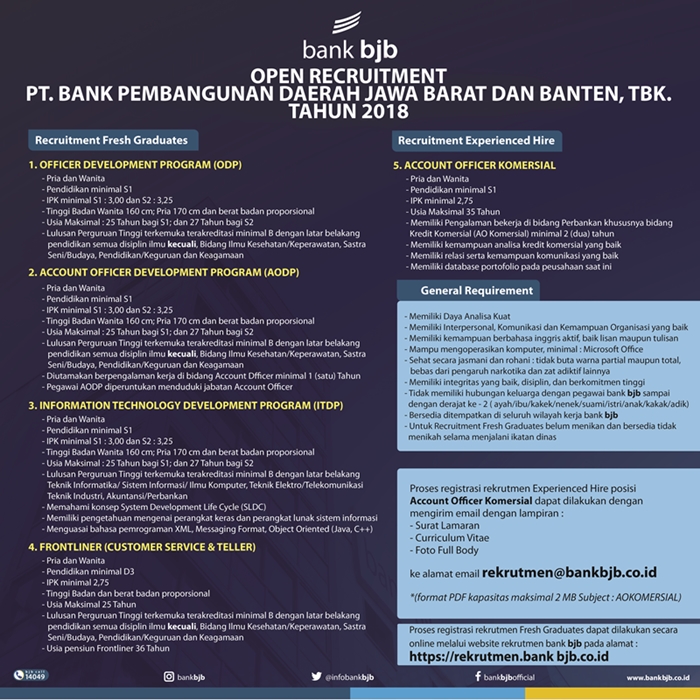 bank bjb
OPEN RECRUITMENT
PT. BANK PEMBANGUNAN DAERAH JAWA BARAT DAN BANTEN, TBK.
TAHUN 2018
Recruitment Fresh Graduates
1. OFFICER DEVELOPMENT PROGRAM (ODP)
- Pria dan Wanita
- Pendidikan minimal S1
- IPK minimal S1 : 3,00 dan S2 : 3,25
- Tinggi Badan Wanita 160 cm; Pria 170 cm dan berat badan proporsional
- Usia Maksimal : 25 Tahun bagi S1; dan 27 Tahun bagi S2
- Lulusan Perguruan Tinggi terkemuka terakreditasi minimal B dengan latar belakang
pendidikan semua disiplin ilmu kecuali, Bidang Ilmu Kesehatan/Keperawatan, Sastra
Seni/Budaya, Pendidikan/Keguruan dan Keagamaan
2. ACCOUNT OFFICER DEVELOPMENT PROGRAM (AODP)
- Pria dan Wanita
- Pendidikan minimal S1
- IPK minimal S1 : 3,00 dan S2 : 3,25
- Tinggi Badan Wanita 160 cm; Pria 170 cm dan berat badan proporsional
- Usia Maksimal : 25 Tahun bagi S1; dan 27 Tahun bagi S2
- Lulusan Perguruan Tinggi terkemuka terakreditasi minimal B dengan latar belakang
pendidikan semua disiplin ilmu kecuali, Bidang Ilmu Kesehatan/Keperawatan, Sastra
Seni/Budaya, Pendidikan/Keguruan dan Keagamaan
- Diutamakan berpengalaman kerja di bidang Account Officer minimal 1 (satu) Tahun
- Pegawai AODP diperuntukan menduduki jabatan Account Officer
3. INFORMATION TECHNOLOGY DEVELOPMENT PROGRAM (ITDP)
- Pria dan Wanita
- Pendidikan minimal S1
- IPK minimal S1 : 3,00 dan S2 : 3,25
- Tinggi Badan Wanita 160 cm; Pria 170 cm dan berat badan proporsional
- Usia Maksimal : 25 Tahun bagi S1; dan 27 Tahun bagi S2
- Lulusan Perguruan Tinggi terkemuka terakreditasi minimal B dengan latar belakang
Teknik Informatika/ Sistem Informasi/ Ilmu Komputer, Teknik Elektro/Telekomunikasi
Teknik Industri, Akuntansi/Perbankan
- Memahami konsep System Development Life Cycle (SLDC)
- Memiliki pengetahuan mengenai perangkat keras dan perangkat lunak sistem informasi
- Menguasai bahasa pemrograman XML, Messaging Format, Object Oriented (Java, C++)
4. FRONTLINER (CUSTOMER SERVICE & TELLER)
- Pria dan Wanita
- Pendidikan minimal D3
- IPK minimal 2,75
- Tinggi Badan dan berat badan proporsional
- Usia Maksimal 25 Tahun
- Lulusan Perguruan Tinggi terkemuka terakreditasi minimal B dengan latar belakang
pendidikan semua disiplin ilmu kecuali, Bidang Ilmu Kesehatan/Keperawatan, Sastra
Seni/Budaya, Pendidikan/Keguruan dan Keagamaan
- Usia pensiun Frontliner 36 Tahun
Recruitment Experienced Hire
5. ACCOUNT OFFICER KOMERSIAL
- Pria dan Wanita
- Pendidikan minimal S1
- IPK minimal 2,75
- Usia Maksimal 35 Tahun
- Memiliki Pengalaman bekerja di bidang Perbankan khususnya bidang
Kredit Komersial (AO Komersial) minimal 2 (dua) tahun
- Memiliki kemampuan analisa kredit komersial yang baik
- Memiliki relasi serta kemampuan komunikasi yang baik
- Memiliki database portofolio pada peusahaan saat ini
General Requirement
- Memiliki Daya Analisa Kuat
- Memiliki Interpersonal, Komunikasi dan Kemampuan Organisasi yang baik
- Memiliki kemampuan berbahasa inggris aktif, baik lisan maupun tulisan
- Mampu mengoperasikan komputer, minimal : Microsoft Office
- Sehat secara jasmani dan rohani : tidak buta warna partial maupun total,
bebas dari pengaruh narkotika dan zat adiktif lainnya
- Memiliki integritas yang baik, disiplin, dan berkomitmen tinggi
- Tidak memiliki hubungan keluarga dengan pegawai bank bjb sampai
dengan derajat ke - 2 ( ayah/ibu/kakek/nenek/suami/istri/anak/kakak/adik)
- Bersedia ditempatkan di seluruh wilayah kerja bank bjb
- Untuk Recruitment Fresh Graduates belum menikan dan bersedia tidak
menikah selama menjalani ikatan dinas
Proses registrasi rekrutmen Experienced Hire posisi
Account Officer Komersial dapat dilakukan dengan
mengirim email dengan lampiran :
- Surat Lamaran
- Curriculum Vitae
- Foto Full Body
ke alamat email rekrutmen@bankbjb.co.id
*(format PDF kapasitas maksimal 2 MB Subject : AOKOMERSIAL)
Proses registrasi rekrutmen Fresh Graduates dapat dilakukan secara
online melalui website rekrutmen bank bjb pada alamat :
https://rekrutmen.bank bjb.co.id
bjb call 14049
bankbjb
@infobankbjb
bankbjbofficial
www.bankbjb.co.id